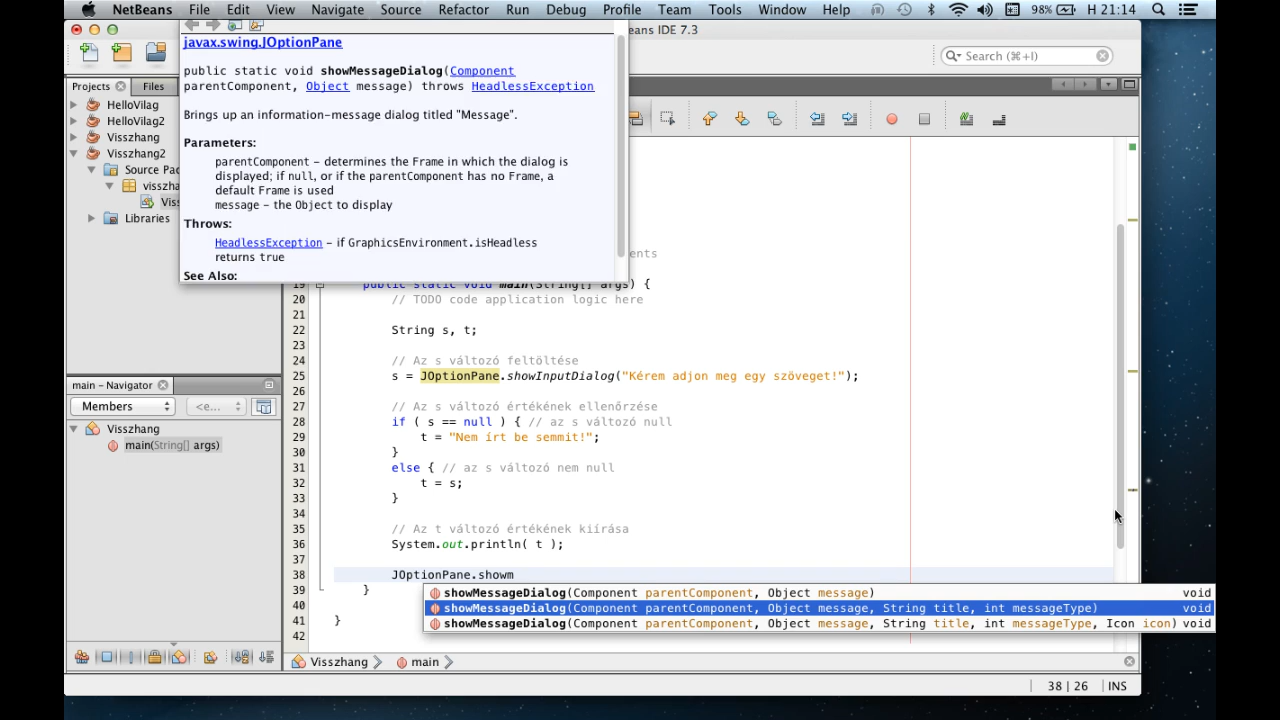 NetBeans File Edit View Navigate Source Refactor Run Debug Profile Team Tools Window Help 98% H 21:14
javax.swing.JOptionPane
eans IDE 7.3
Search (⌘+I)
public static void showMessageDialog(Component
parentComponent, Object message) throws HeadlessException
Brings up an information-message dialog titled "Message".
Parameters:
parentComponent – determines the Frame in which the dialog is
displayed; if null, or if the parentComponent has no Frame, a
default Frame is used
message – the Object to display
Throws:
HeadlessException – if GraphicsEnvironment.isHeadless
returns true
See Also:
Projects Files
HelloVilag
HelloVilag2
Visszhang
Visszhang2
Source Pac
visszha
Vis
Libraries
main – Navigator
Members <e...
Visszhang
main(String[] args)
ents
19 public static void main(String[] args) {
20 // TODO code application logic here
21
22 String s, t;
23
24 // Az s változó feltöltése
25 s = JOptionPane.showInputDialog("Kérem adjon meg egy szöveget!");
26
27 // Az s változó értékének ellenőrzése
28 if ( s == null ) { // az s változó null
29 t = "Nem írt be semmit!";
30 }
31 else { // az s változó nem null
32 t = s;
33 }
34
35 // Az t változó értékének kiírása
36 System.out.println( t );
37
38 JOptionPane.showm
39 }
40
41 }
42
showMessageDialog(Component parentComponent, Object message) void
showMessageDialog(Component parentComponent, Object message, String title, int messageType) void
showMessageDialog(Component parentComponent, Object message, String title, int messageType, Icon icon) void
Visszhang main
38 | 26 INS